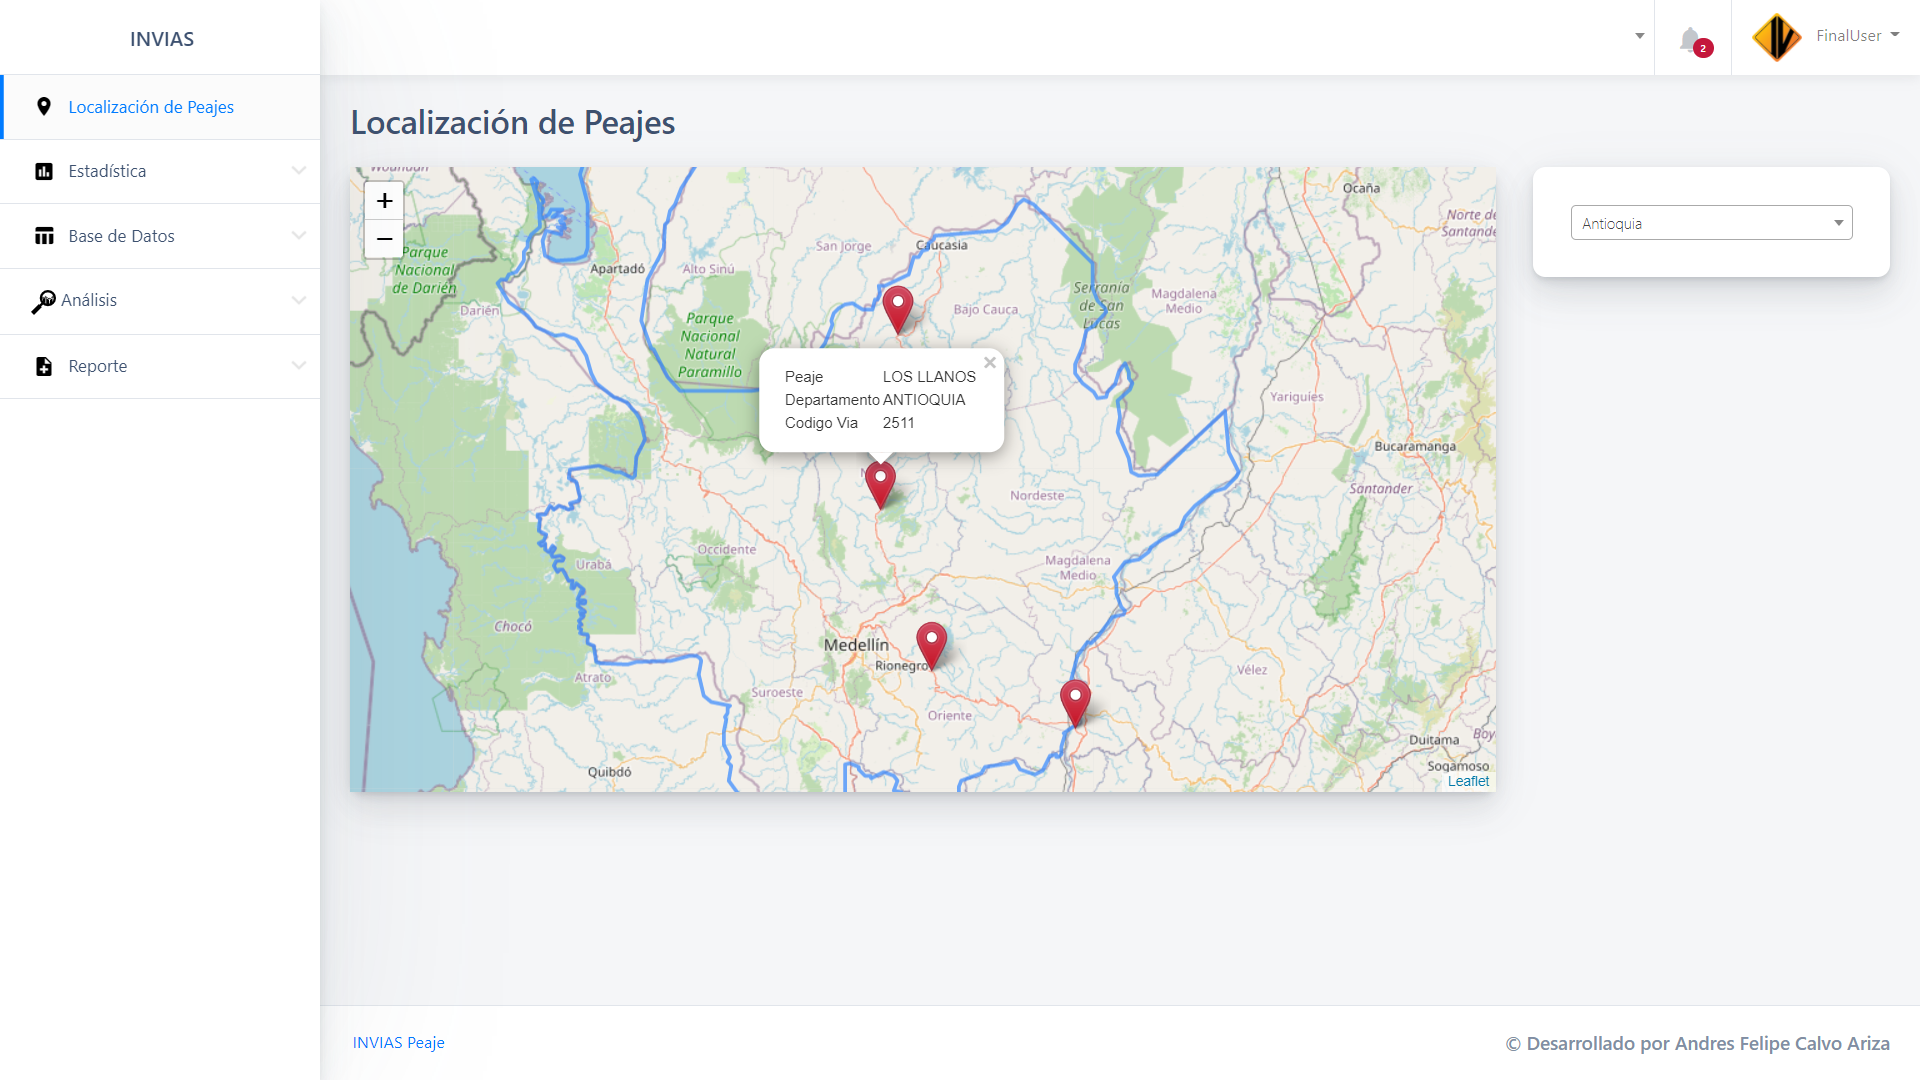 INVIAS
2
FinalUser
Localización de Peajes
Estadística
Base de Datos
Análisis
Reporte
Localización de Peajes
+
−
Ocaña
Norte de
Santander
San Jorge
Caucasia
Parque
Nacional
de Darién
Apartadó
Alto Sinú
Serranía
de San
Lucas
Magdalena
Medio
Darién
Bajo Cauca
Parque
Nacional
Natural
Paramillo
Peaje LOS LLANOS
Departamento ANTIOQUIA
Codigo Via 2511
×
Yariguíes
Bucaramanga
Santander
Nordeste
Occidente
Urabá
Magdalena
Medio
Chocó
Medellín
Rionegro
Atrato
Suroeste
Vélez
Oriente
Duitama
Boy
Quibdó
Sogamoso
Leaflet
Antioquia
INVIAS Peaje
© Desarrollado por Andres Felipe Calvo Ariza